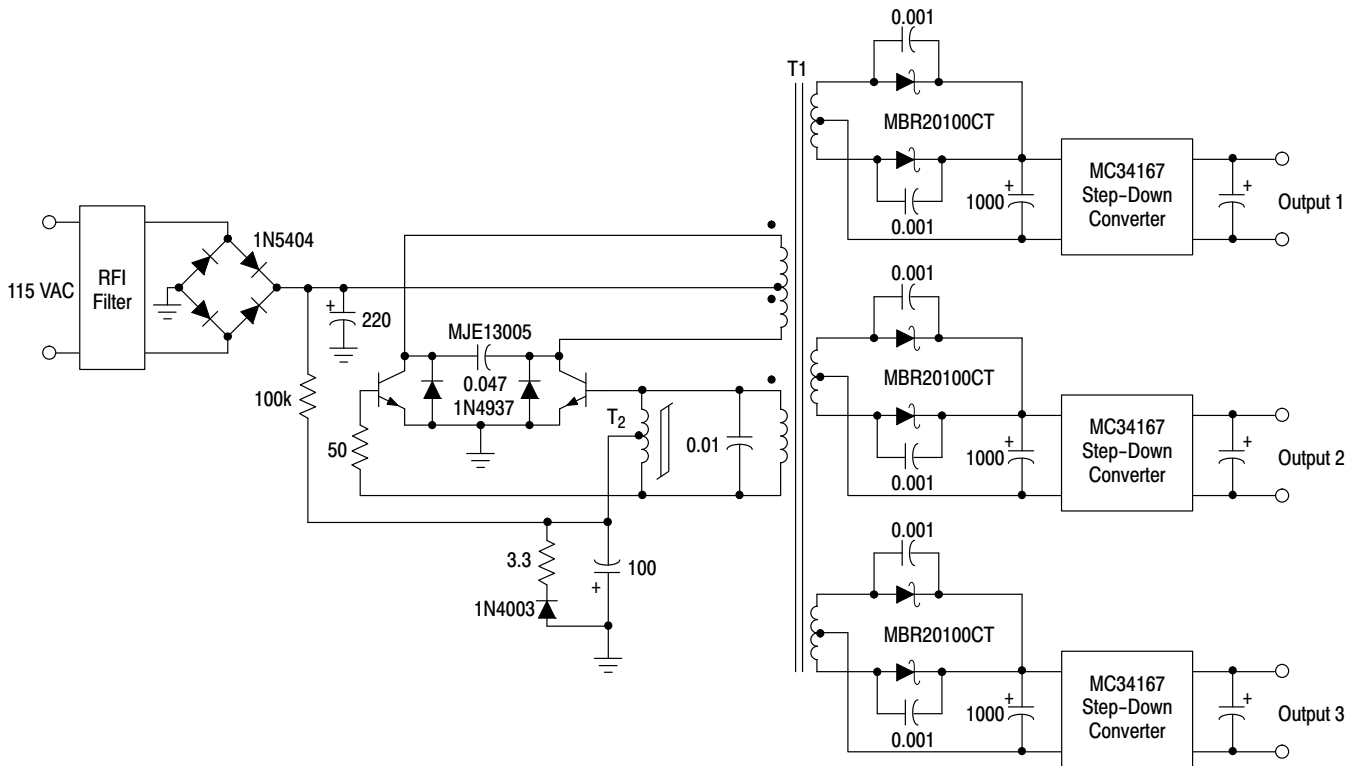 0.001
T1
MBR20100CT
0.001
1000
+
MC34167
Step-Down
Converter
+
Output 1
115 VAC
RFI
Filter
1N5404
+
220
100k
MJE13005
0.047
1N4937
50
T2
0.01
3.3
1N4003
100
+
0.001
MBR20100CT
0.001
1000
+
MC34167
Step-Down
Converter
+
Output 2
0.001
MBR20100CT
0.001
1000
+
MC34167
Step-Down
Converter
+
Output 3